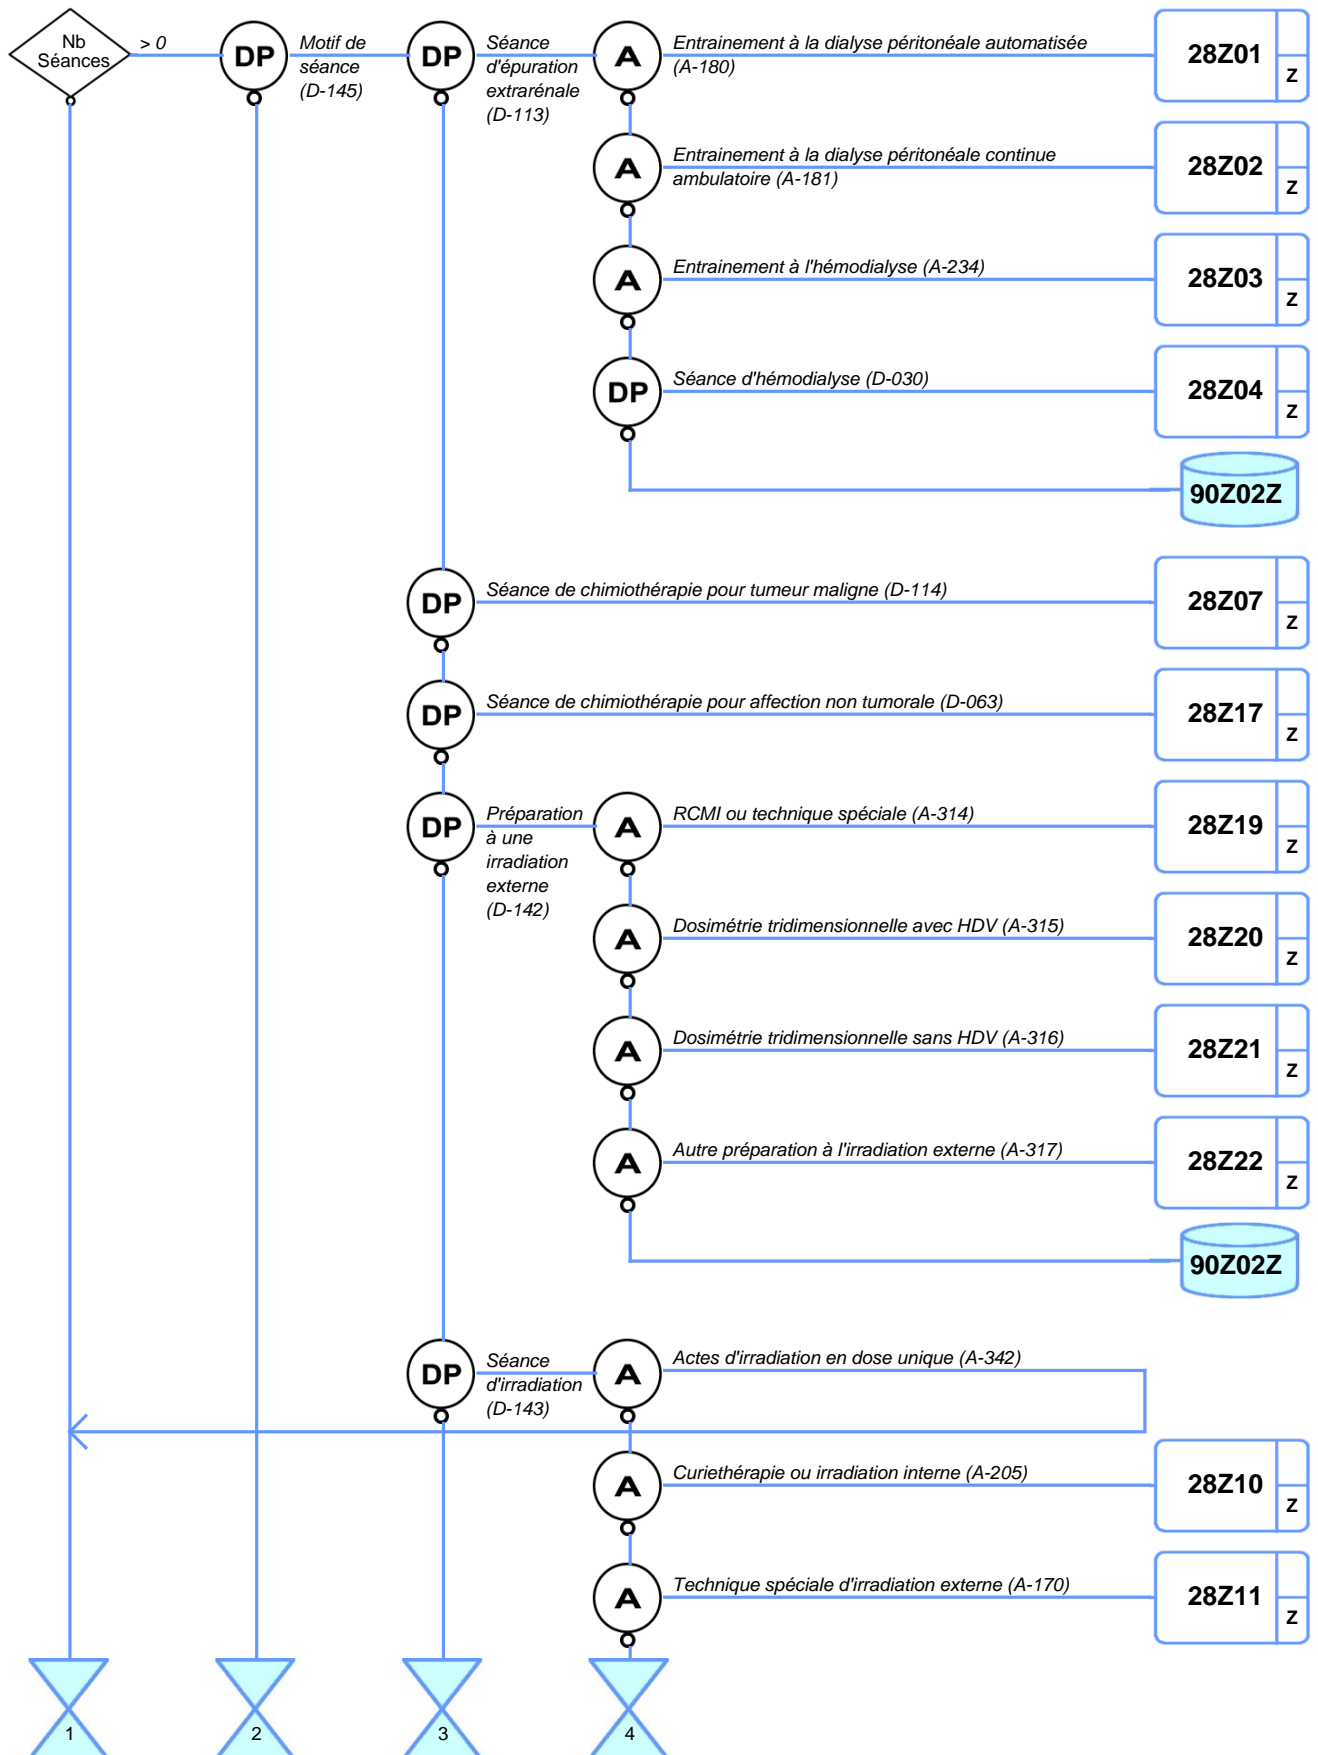 Nb
Séances
> 0
DP
Motif de
séance
(D-145)
DP
Séance
d'épuration
extrarénale
(D-113)
A
Entrainement à la dialyse péritonéale automatisée
(A-180)
28Z01
Z
A
Entrainement à la dialyse péritonéale continue
ambulatoire (A-181)
28Z02
Z
A
Entrainement à l'hémodialyse (A-234)
28Z03
Z
DP
Séance d'hémodialyse (D-030)
28Z04
Z
90Z02Z
DP
Séance de chimiothérapie pour tumeur maligne (D-114)
28Z07
Z
DP
Séance de chimiothérapie pour affection non tumorale (D-063)
28Z17
Z
DP
Préparation
à une
irradiation
externe
(D-142)
A
RCMI ou technique spéciale (A-314)
28Z19
Z
A
Dosimétrie tridimensionnelle avec HDV (A-315)
28Z20
Z
A
Dosimétrie tridimensionnelle sans HDV (A-316)
28Z21
Z
A
Autre préparation à l'irradiation externe (A-317)
28Z22
Z
90Z02Z
DP
Séance
d'irradiation
(D-143)
A
Actes d'irradiation en dose unique (A-342)
A
Curiethérapie ou irradiation interne (A-205)
28Z10
Z
A
Technique spéciale d'irradiation externe (A-170)
28Z11
Z
1
2
3
4